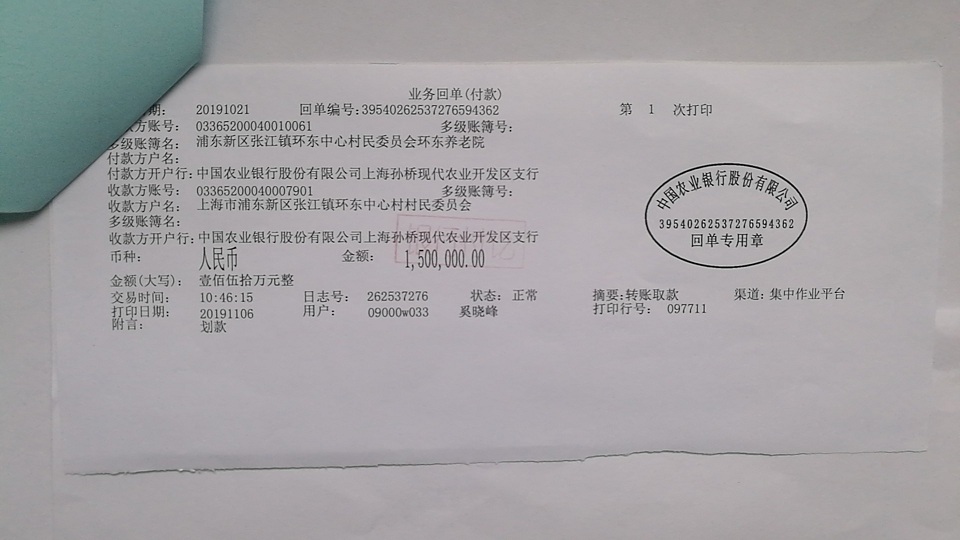 业务回单(付款)
期: 20191021 回单编号:39540262537276594362 第 1 次打印
款方账号: 03365200040010061 多级账簿号:
多级账簿名: 浦东新区张江镇环东中心村民委员会环东养老院
付款方户名:
付款方开户行:中国农业银行股份有限公司上海孙桥现代农业开发区支行
收款方账号: 03365200040007901 多级账簿号:
收款方户名: 上海市浦东新区张江镇环东中心村村民委员会
多级账簿名:
收款方开户行:中国农业银行股份有限公司上海孙桥现代农业开发区支行
币种: 人民币 金额: 1,500,000.00
金额(大写): 壹佰伍拾万元整
交易时间: 10:46:15 日志号: 262537276 状态: 正常 摘要:转账取款 渠道: 集中作业平台
打印日期: 20191106 用户: 09000w033 奚晓峰 打印行号: 097711
附言: 划款
中国农业银行股份有限公司
39540262537276594362
回单专用章